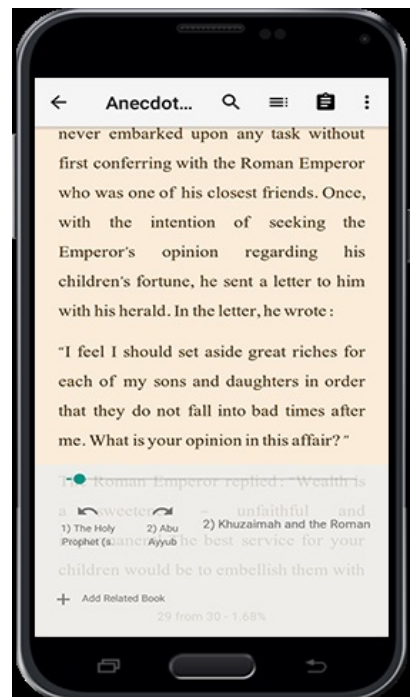 Anecdot...
never embarked upon any task without
first conferring with the Roman Emperor
who was one of his closest friends. Once,
with the intention of seeking the
Emperor's opinion regarding his
children's fortune, he sent a letter to him
with his herald. In the letter, he wrote :
"I feel I should set aside great riches for
each of my sons and daughters in order
that they do not fall into bad times after
me. What is your opinion in this affair? "
The Roman Emperor replied: "Wealth is
a sweetener – unfaithful and
1) The Holy
Prophet (s.
2) Abu
Ayyub
2) Khuzaimah and the Roman
The best service for your
children would be to embellish them with
+ Add Related Book
29 from 30 - 1.68%